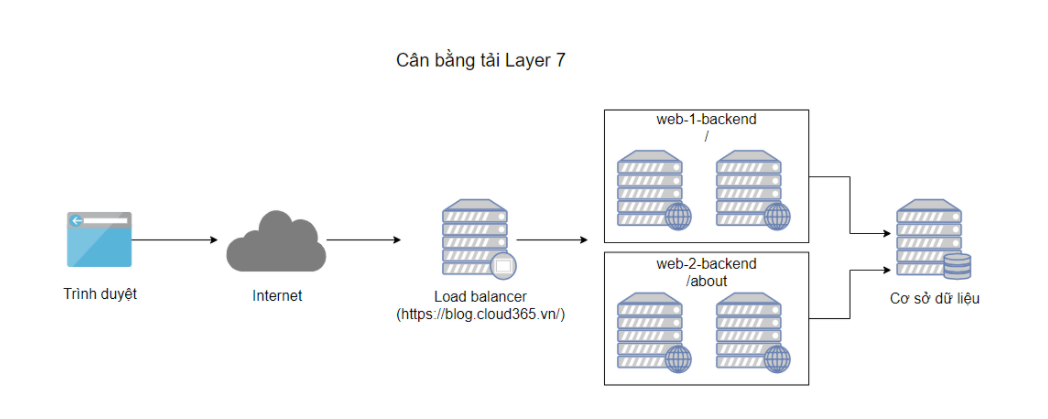 Cân bằng tải Layer 7
web-1-backend
/
web-2-backend
/about
Trình duyệt
Internet
Load balancer
(https://blog.cloud365.vn/)
Cơ sở dữ liệu